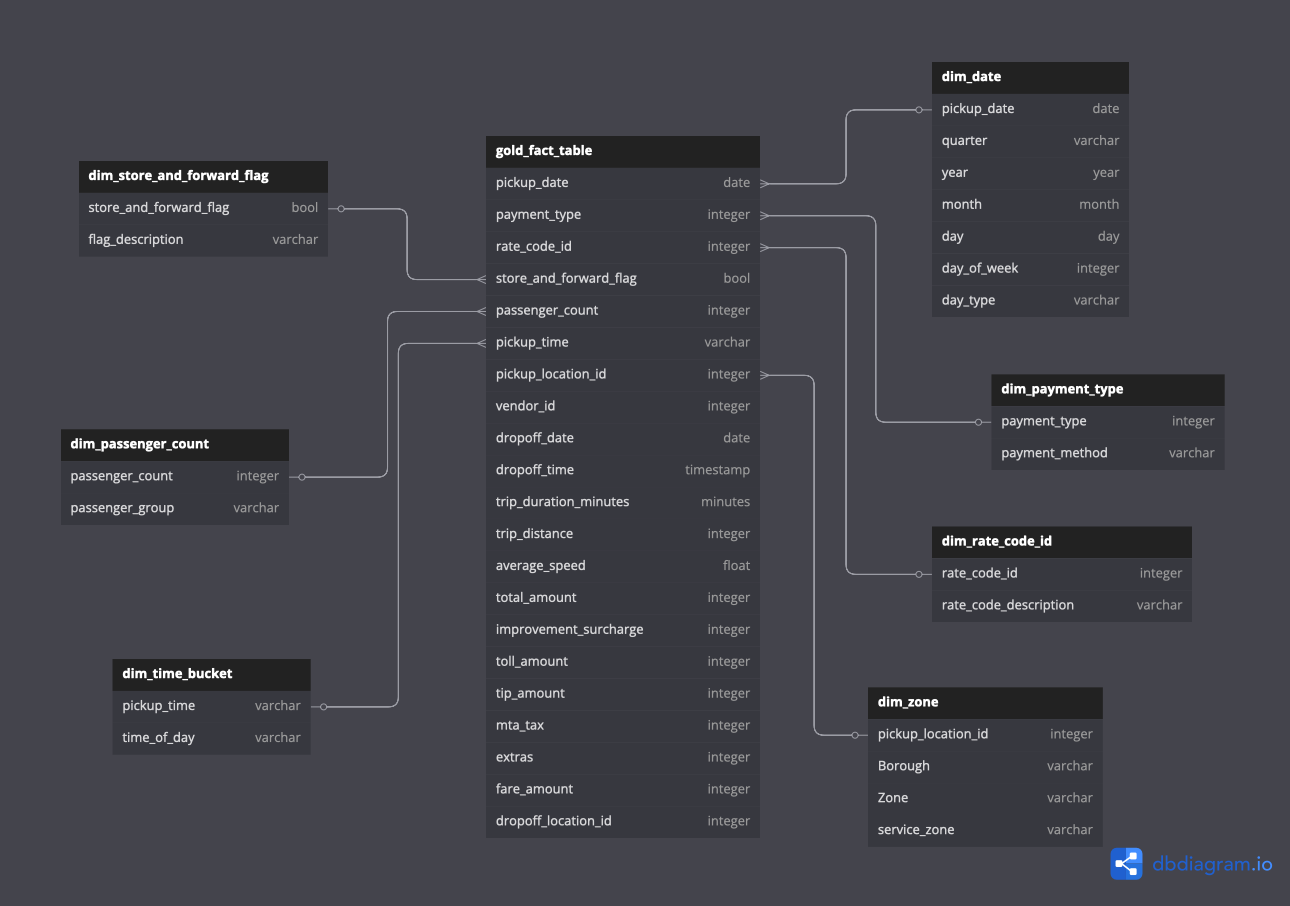 dim_store_and_forward_flag
store_and_forward_flag bool
flag_description varchar
dim_passenger_count
passenger_count integer
passenger_group varchar
dim_time_bucket
pickup_time varchar
time_of_day varchar
gold_fact_table
pickup_date date
payment_type integer
rate_code_id integer
store_and_forward_flag bool
passenger_count integer
pickup_time varchar
pickup_location_id integer
vendor_id integer
dropoff_date date
dropoff_time timestamp
trip_duration_minutes minutes
trip_distance integer
average_speed float
total_amount integer
improvement_surcharge integer
toll_amount integer
tip_amount integer
mta_tax integer
extras integer
fare_amount integer
dropoff_location_id integer
dim_date
pickup_date date
quarter varchar
year year
month month
day day
day_of_week integer
day_type varchar
dim_payment_type
payment_type integer
payment_method varchar
dim_rate_code_id
rate_code_id integer
rate_code_description varchar
dim_zone
pickup_location_id integer
Borough varchar
Zone varchar
service_zone varchar
dbdiagram.io